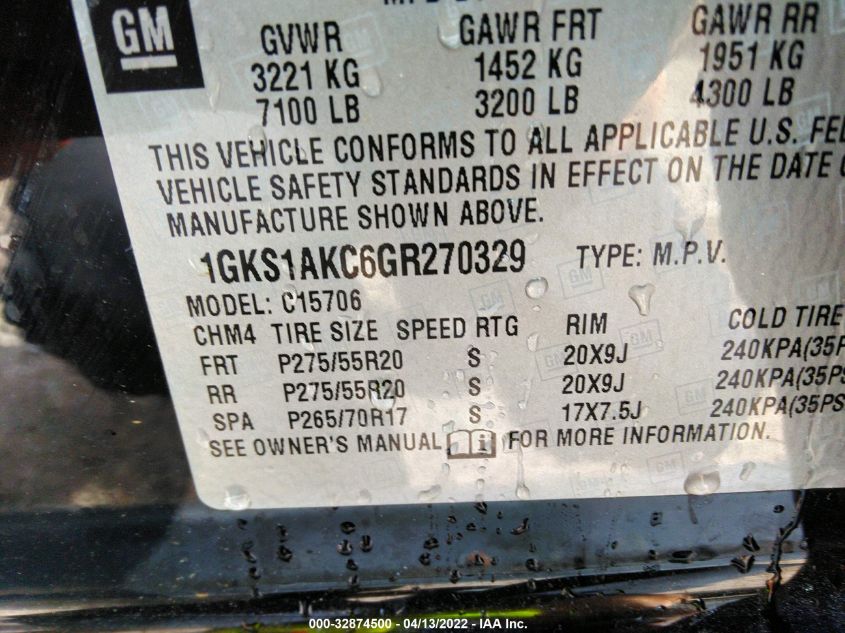 GM
GVWR GAWR FRT GAWR RR
3221 KG 1452 KG 1951 KG
7100 LB 3200 LB 4300 LB
THIS VEHICLE CONFORMS TO ALL APPLICABLE U.S.
VEHICLE SAFETY STANDARDS IN EFFECT ON THE DATE
MANUFACTURE SHOWN ABOVE.
1GKS1AKC6GR270329 TYPE: M.P.V.
MODEL: C15706
CHM4 TIRE SIZE SPEED RTG RIM COLD TIRE
FRT P275/55R20 S 20X9J 240KPA(35P
RR P275/55R20 S 20X9J 240KPA(35PS
SPA P265/70R17 S 17X7.5J 240KPA(35PS
SEE OWNER'S MANUAL i FOR MORE INFORMATION.
000-32874500 - 04/13/2022 - IAA Inc.